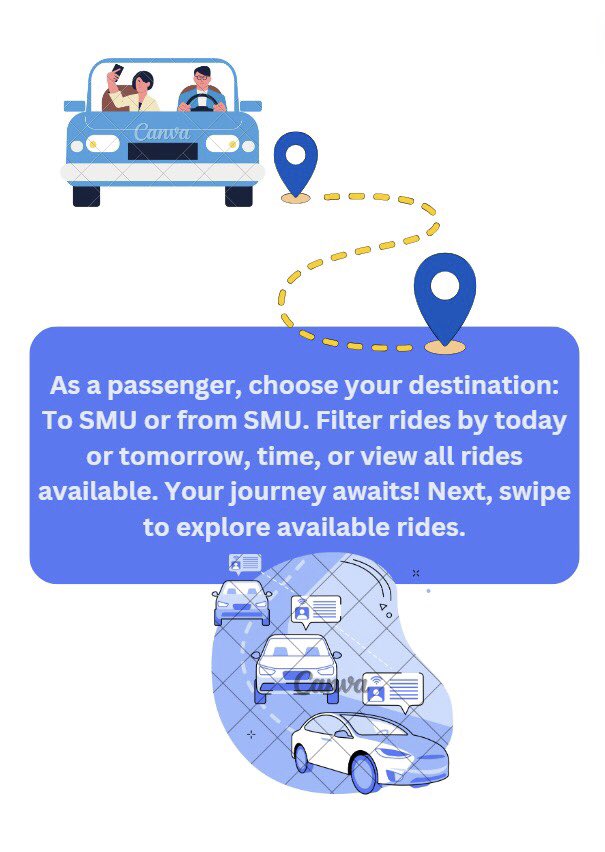 Canva
As a passenger, choose your destination:
To SMU or from SMU. Filter rides by today
or tomorrow, time, or view all rides
available. Your journey awaits! Next, swipe
to explore available rides.
Canva